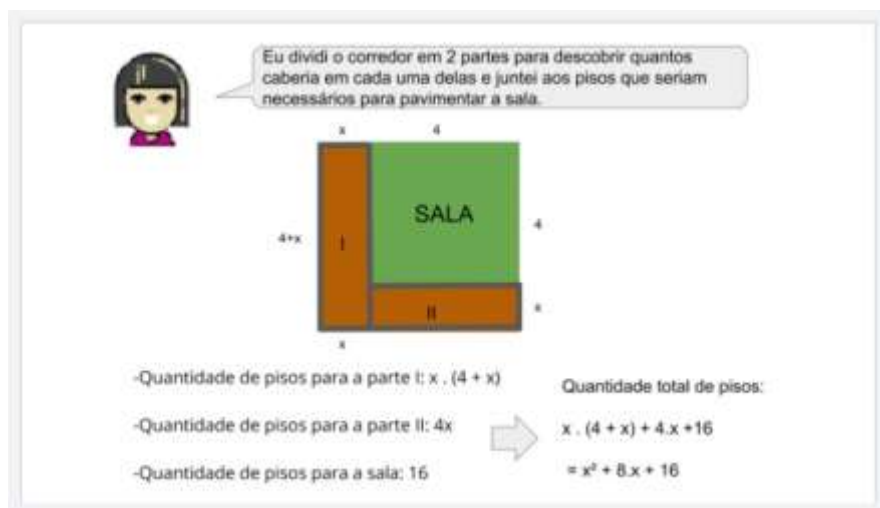 Eu dividi o corredor em 2 partes para descobrir quantos
caberia em cada uma delas e juntei aos pisos que seriam
necessários para pavimentar a sala.
x
4
SALA
4
4+x
I
II
x
x
-Quantidade de pisos para a parte I: x . (4 + x)
-Quantidade de pisos para a parte II: 4x
-Quantidade de pisos para a sala: 16
Quantidade total de pisos:
x . (4 + x) + 4.x +16
= x² + 8.x + 16